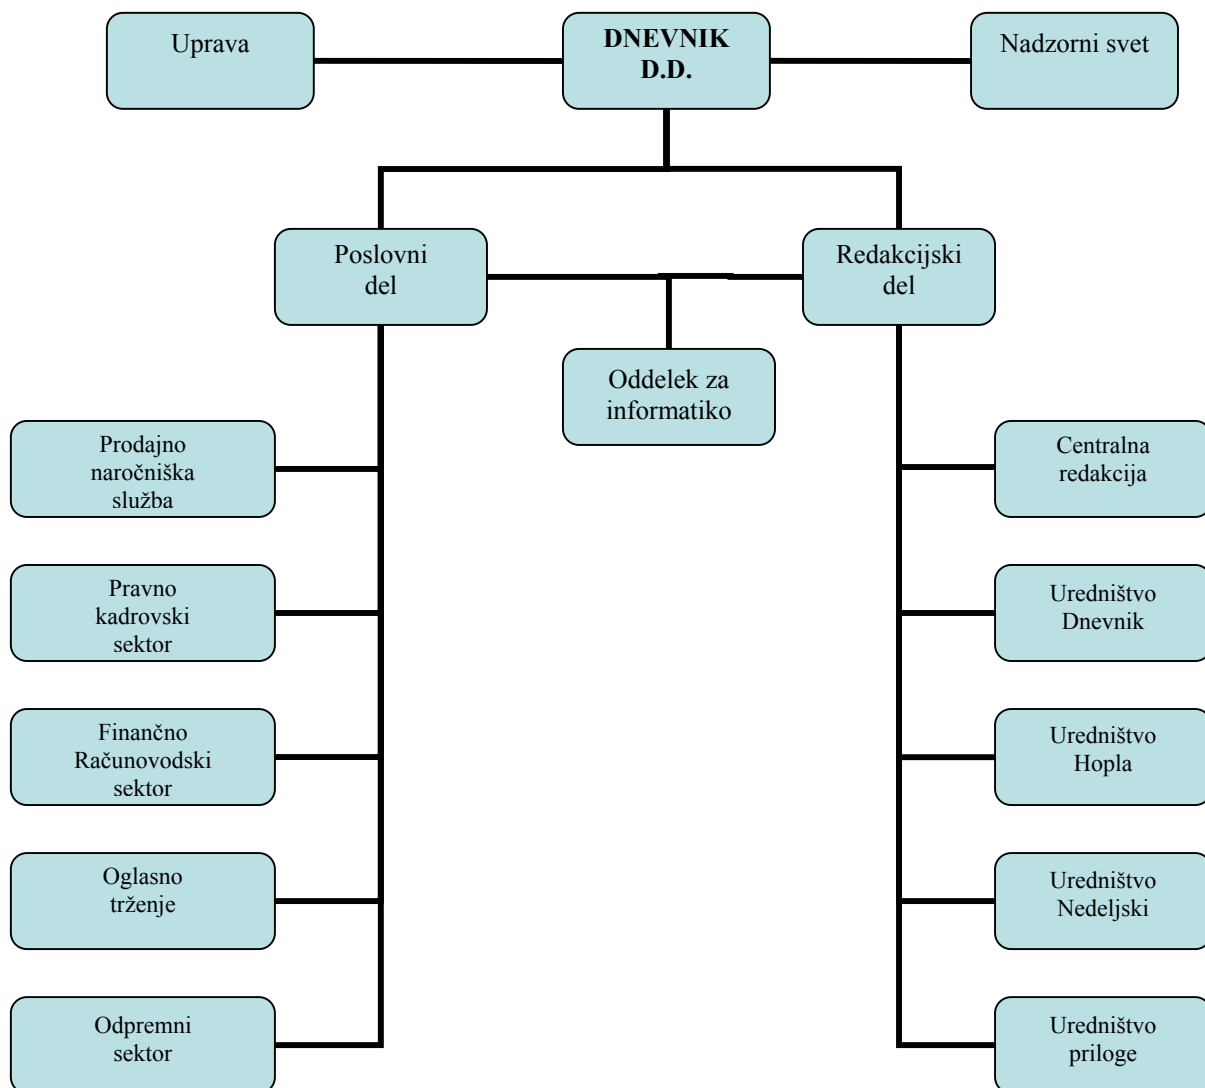 Uprava
DNEVNIK
D.D.
Nadzorni svet
Poslovni
del
Redakcijski
del
Oddelek za
informatiko
Prodajno
naročniška
služba
Centralna
redakcija
Pravno
kadrovski
sektor
Uredništvo
Dnevnik
Finančno
Računovodski
sektor
Uredništvo
Hopla
Oglasno
trženje
Uredništvo
Nedeljski
Odpremni
sektor
Uredništvo
priloge